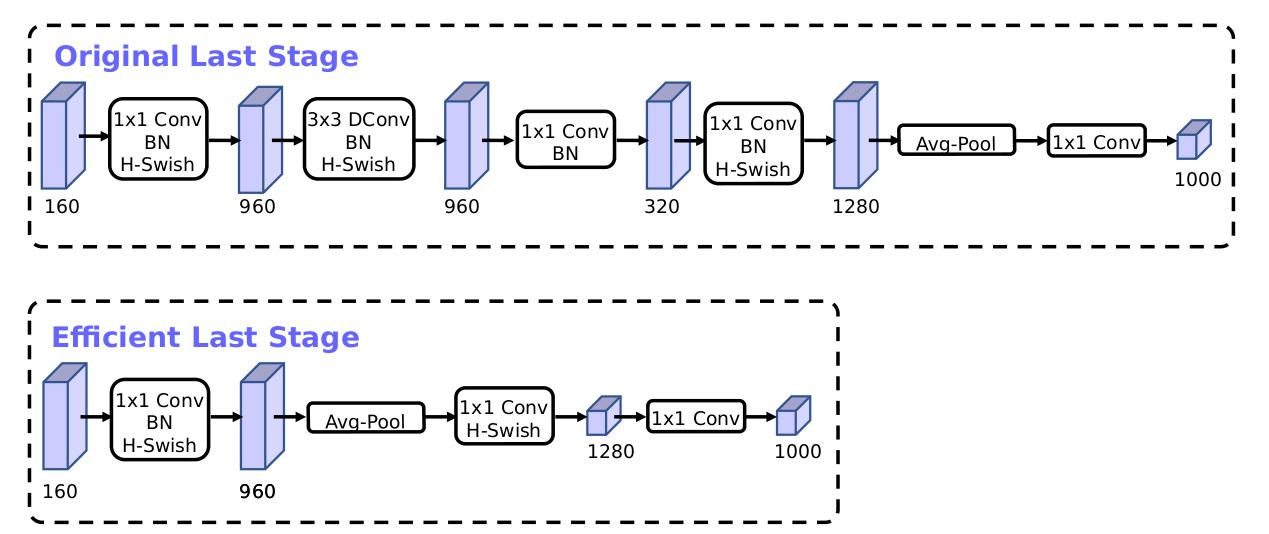 Original Last Stage
1x1 Conv
BN
H-Swish
3x3 DConv
BN
H-Swish
1x1 Conv
BN
1x1 Conv
BN
H-Swish
Avg-Pool
1x1 Conv
160
960
960
320
1280
1000
Efficient Last Stage
1x1 Conv
BN
H-Swish
Avg-Pool
1x1 Conv
H-Swish
1x1 Conv
160
960
1280
1000